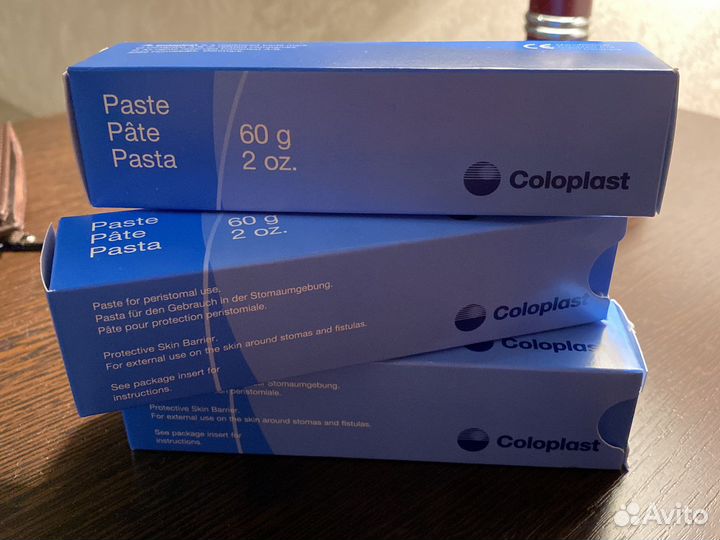 Paste
Pâte
Pasta
60 g
2 oz.
Coloplast
Paste
Pâte
Pasta
60 g
2 oz.
Paste for peristomal use.
Pasta für den Gebrauch in der Stomaumgebung.
Pâte pour protection péristomiale.
Protective Skin Barrier.
For external use on the skin around stomas and fistulas.
See package insert for
instructions.
Coloplast
Coloplast
Stomaumgebung.
péristomiale.
Protective Skin Barrier.
For external use on the skin around stomas and fistulas.
See package insert for
instructions.
Coloplast
Avito